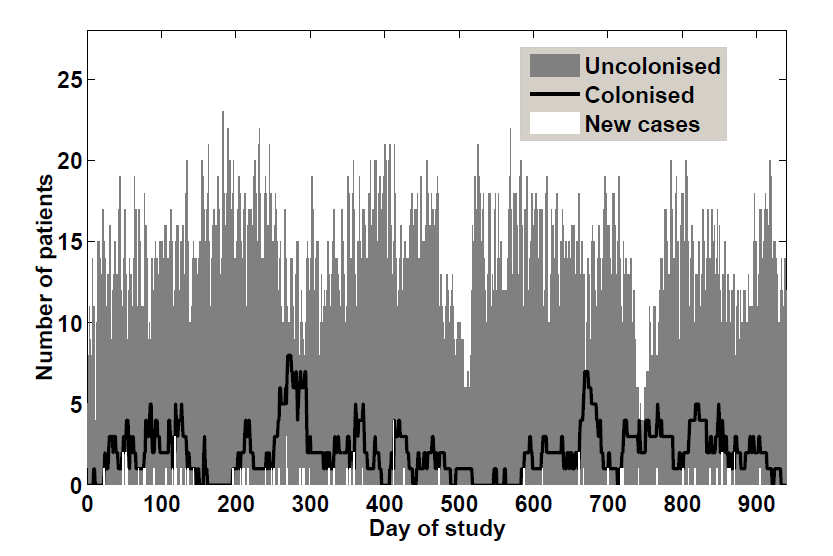 Number of patients
25
20
15
10
5
0
Uncolonised
Colonised
New cases
0 100 200 300 400 500 600 700 800 900
Day of study